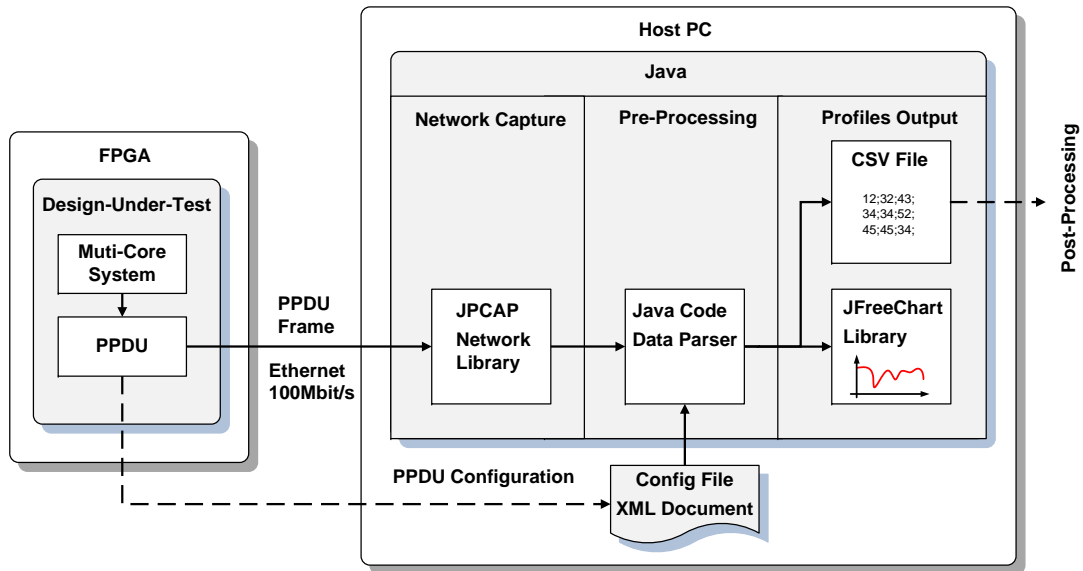 Host PC
Java
Network Capture
Pre-Processing
Profiles Output
FPGA
Design-Under-Test
Muti-Core
System
PPDU
PPDU
Frame
Ethernet
100Mbit/s
JPCAP
Network
Library
Java Code
Data Parser
CSV File
12;32;43;
34;34;52;
45;45;34;
JFreeChart
Library
Post-Processing
PPDU Configuration
Config File
XML Document